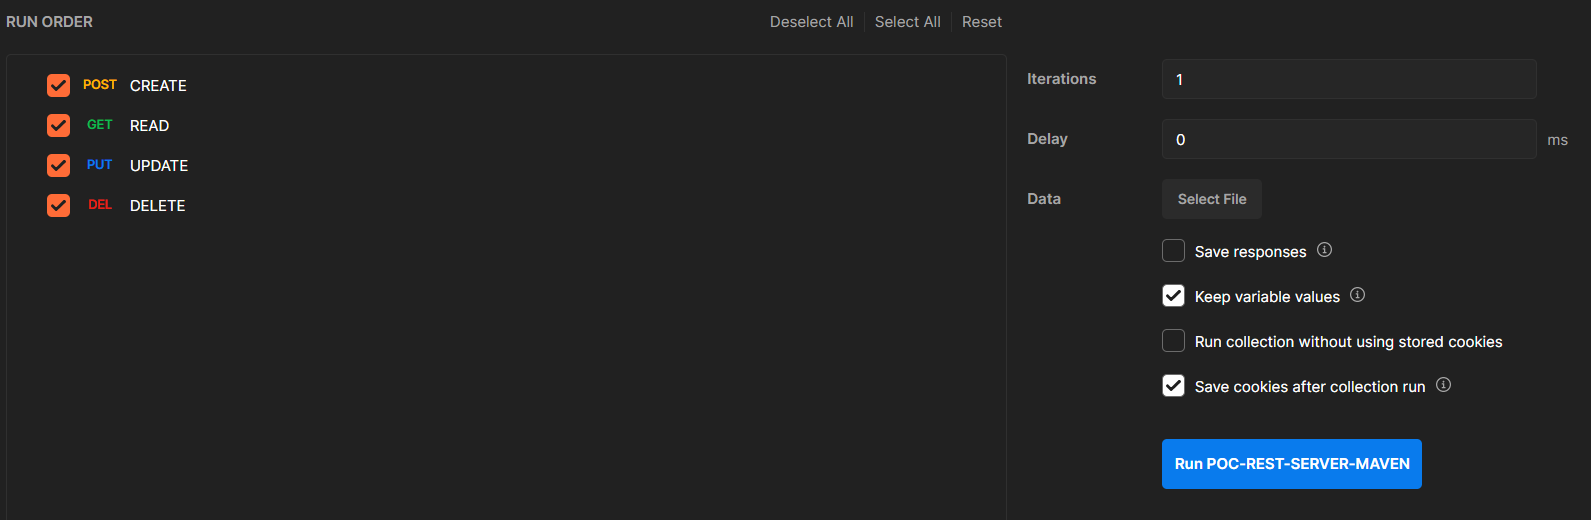 RUN ORDER
Deselect All
Select All
Reset
POST CREATE
GET READ
PUT UPDATE
DEL DELETE
Iterations 1
Delay 0 ms
Data Select File
Save responses
Keep variable values
Run collection without using stored cookies
Save cookies after collection run
Run POC-REST-SERVER-MAVEN